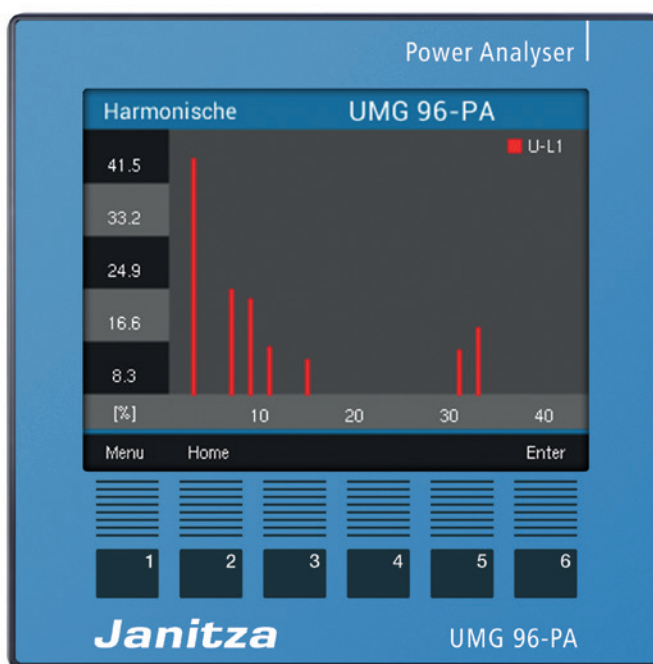 Power Analyser
Harmonische UMG 96-PA
U-L1
41.5
33.2
24.9
16.6
8.3
[%] 10 20 30 40
Menu Home Enter
1 2 3 4 5 6
Janitza UMG 96-PA